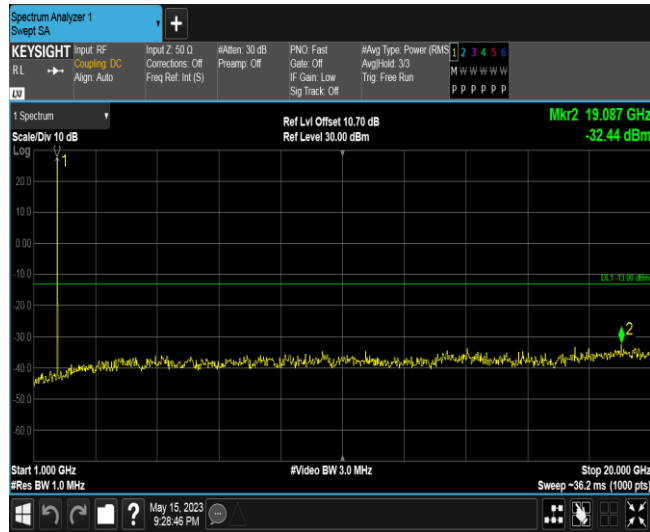 Spectrum Analyzer 1
Swept SA
+
KEYSIGHT
RL
LXI
Input: RF
Coupling: DC
Align: Auto
Input Z: 50 Ω
Corrections: Off
Freq Ref: Int (S)
#Atten: 30 dB
Preamp: Off
PNO: Fast
Gate: Off
IF Gain: Low
Sig Track: Off
#Avg Type: Power (RMS
Avg|Hold: 3/3
Trig: Free Run
1 2 3 4 5 6
M W W W W W
P P P P P P
1 Spectrum
Scale/Div 10 dB
Log
Ref Lvl Offset 10.70 dB
Ref Level 30.00 dBm
Mkr2 19.087 GHz
-32.44 dBm
1
20.0
10.0
0.00
-10.0
DL1 -13.00 dBm
-20.0
-30.0
2
-40.0
-50.0
-60.0
Start 1.000 GHz
#Res BW 1.0 MHz
#Video BW 3.0 MHz
Stop 20.000 GHz
Sweep ~36.2 ms (1000 pts)
?
May 15, 2023
9:28:46 PM